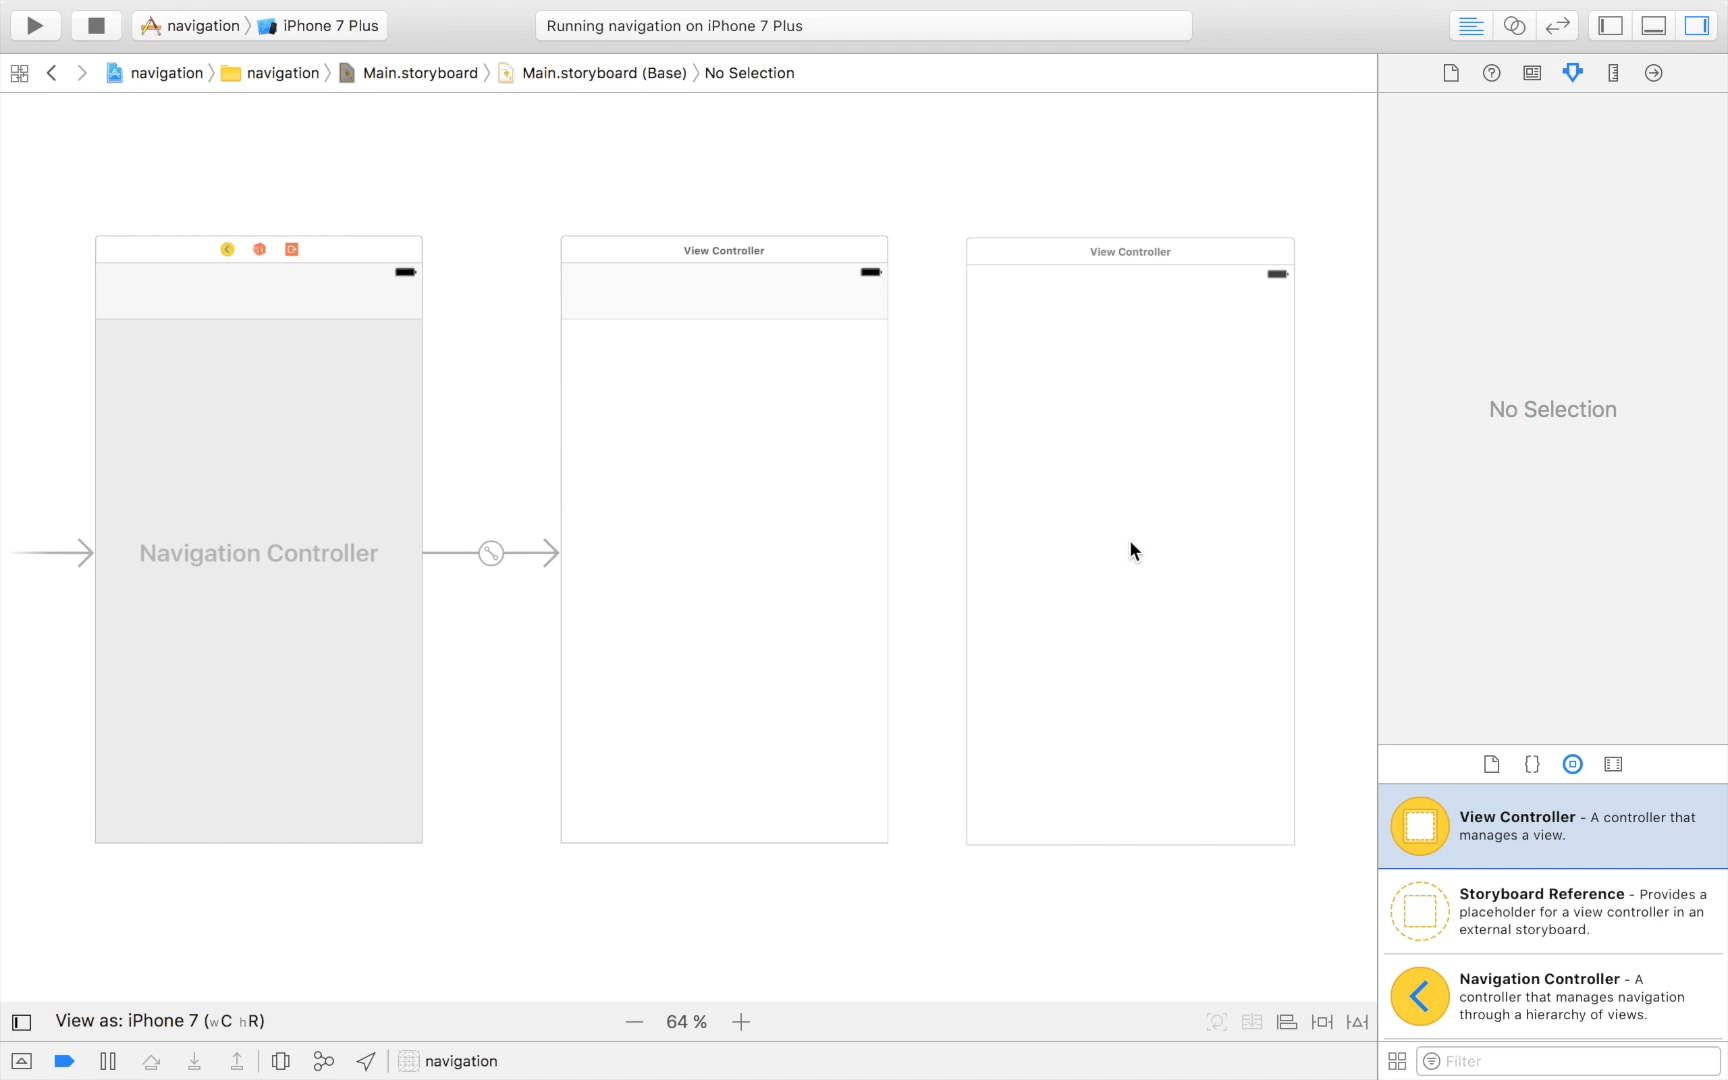 navigation
iPhone 7 Plus
Running navigation on iPhone 7 Plus
navigation
navigation
Main.storyboard
Main.storyboard (Base)
No Selection
View Controller
View Controller
Navigation Controller
No Selection
View Controller - A controller that
manages a view.
Storyboard Reference - Provides a
placeholder for a view controller in an
external storyboard.
Navigation Controller - A
controller that manages navigation
through a hierarchy of views.
View as: iPhone 7 (wC hR)
64 %
navigation
Filter